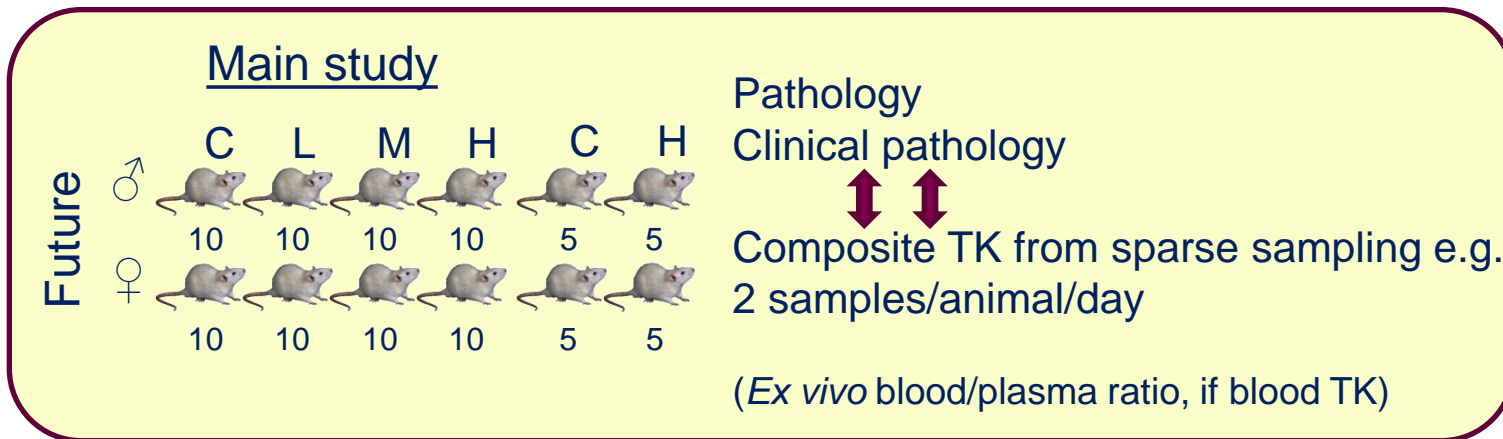 Main study
C L M H C H
♂
10 10 10 10 5 5
♀
10 10 10 10 5 5
Future
Pathology
Clinical pathology
Composite TK from sparse sampling e.g.
2 samples/animal/day
(Ex vivo blood/plasma ratio, if blood TK)